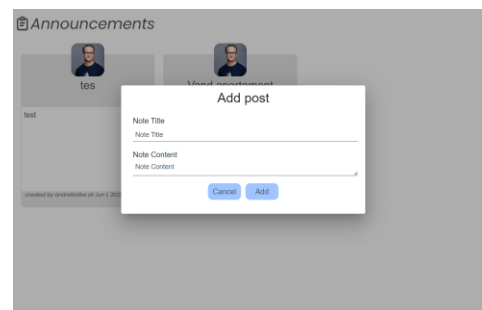 Announcements
tes
Vand apartament
test
Add post
Note Title
Note Title
Note Content
Note Content
Cancel
Add
created by
at Jun 1, 202